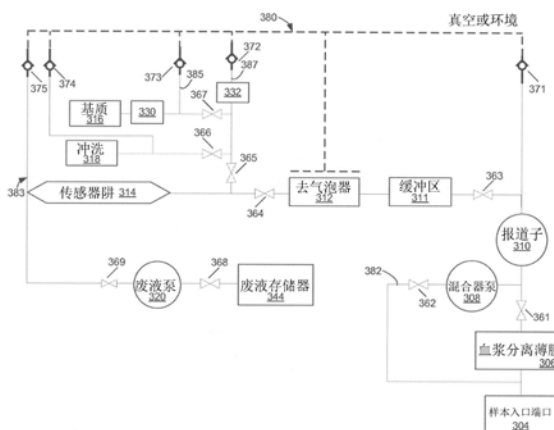 380
真空或环境
375
374
373
385
372
387
371
基质
316
330
332
367
冲洗
318
366
365
383
传感器阱 314
364
去气泡器
312
缓冲区
311
363
报道子
310
369
废液泵
320
368
废液存储器
344
382
362
混合器泵
308
361
血浆分离薄膜
306
样本入口端口
304